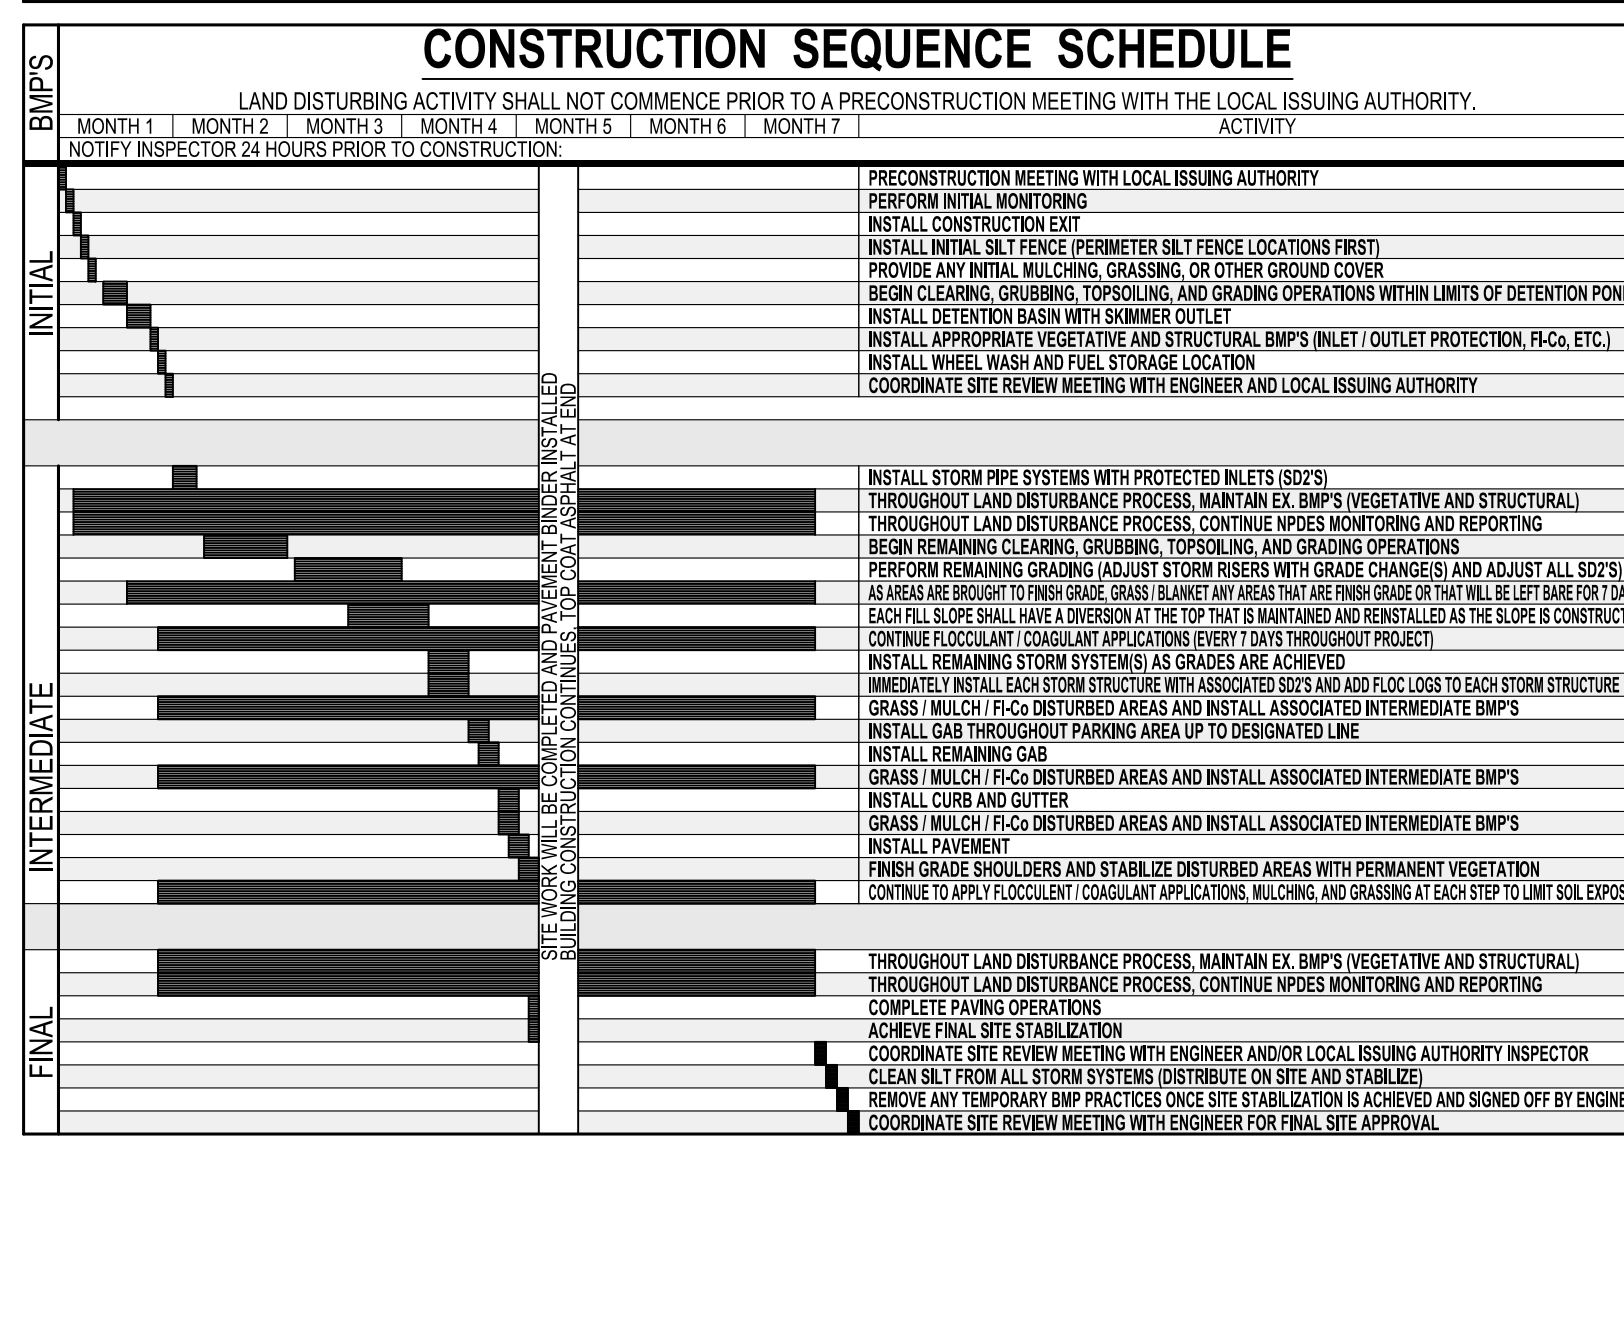 BMP'S
CONSTRUCTION SEQUENCE SCHEDULE
LAND DISTURBING ACTIVITY SHALL NOT COMMENCE PRIOR TO A PRECONSTRUCTION MEETING WITH THE LOCAL ISSUING AUTHORITY.
MONTH 1 MONTH 2 MONTH 3 MONTH 4 MONTH 5 MONTH 6 MONTH 7 ACTIVITY
NOTIFY INSPECTOR 24 HOURS PRIOR TO CONSTRUCTION:
INITIAL
PRECONSTRUCTION MEETING WITH LOCAL ISSUING AUTHORITY
PERFORM INITIAL MONITORING
INSTALL CONSTRUCTION EXIT
INSTALL INITIAL SILT FENCE (PERIMETER SILT FENCE LOCATIONS FIRST)
PROVIDE ANY INITIAL MULCHING, GRASSING, OR OTHER GROUND COVER
BEGIN CLEARING, GRUBBING, TOPSOILING, AND GRADING OPERATIONS WITHIN LIMITS OF DETENTION
INSTALL DETENTION BASIN WITH SKIMMER OUTLET
INSTALL APPROPRIATE VEGETATIVE AND STRUCTURAL BMP'S (INLET / OUTLET PROTECTION, Fl-Co, ETC.)
INSTALL WHEEL WASH AND FUEL STORAGE LOCATION
COORDINATE SITE REVIEW MEETING WITH ENGINEER AND LOCAL ISSUING AUTHORITY
SITE WORK WILL BE COMPLETED AND PAVEMENT BINDER INSTALLED
BUILDING CONSTRUCTION CONTINUES. TOP COAT ASPHALT AT END
INTERMEDIATE
INSTALL STORM PIPE SYSTEMS WITH PROTECTED INLETS (SD2'S)
THROUGHOUT LAND DISTURBANCE PROCESS, MAINTAIN EX. BMP'S (VEGETATIVE AND STRUCTURAL)
THROUGHOUT LAND DISTURBANCE PROCESS, CONTINUE NPDES MONITORING AND REPORTING
BEGIN REMAINING CLEARING, GRUBBING, TOPSOILING, AND GRADING OPERATIONS
PERFORM REMAINING GRADING (ADJUST STORM RISERS WITH GRADE CHANGE(S) AND ADJUST ALL SD2'S)
AS AREAS ARE BROUGHT TO FINISH GRADE, GRASS / BLANKET ANY AREAS THAT ARE FINISH GRADE OR THAT WILL BE LEFT BARE FOR 7
EACH FILL SLOPE SHALL HAVE A DIVERSION AT THE TOP THAT IS MAINTAINED AND REINSTALLED AS THE SLOPE IS
CONTINUE FLOCCULANT / COAGULANT APPLICATIONS (EVERY 7 DAYS THROUGHOUT PROJECT)
INSTALL REMAINING STORM SYSTEM(S) AS GRADES ARE ACHIEVED
IMMEDIATELY INSTALL EACH STORM STRUCTURE WITH ASSOCIATED SD2'S AND ADD FLOC LOGS TO EACH STORM STRUCTURE
GRASS / MULCH / Fl-Co DISTURBED AREAS AND INSTALL ASSOCIATED INTERMEDIATE BMP'S
INSTALL GAB THROUGHOUT PARKING AREA UP TO DESIGNATED LINE
INSTALL REMAINING GAB
GRASS / MULCH / Fl-Co DISTURBED AREAS AND INSTALL ASSOCIATED INTERMEDIATE BMP'S
INSTALL CURB AND GUTTER
GRASS / MULCH / Fl-Co DISTURBED AREAS AND INSTALL ASSOCIATED INTERMEDIATE BMP'S
INSTALL PAVEMENT
FINISH GRADE SHOULDERS AND STABILIZE DISTURBED AREAS WITH PERMANENT VEGETATION
CONTINUE TO APPLY FLOCCULENT / COAGULANT APPLICATIONS, MULCHING, AND GRASSING AT EACH STEP TO LIMIT SOIL
FINAL
THROUGHOUT LAND DISTURBANCE PROCESS, MAINTAIN EX. BMP'S (VEGETATIVE AND STRUCTURAL)
THROUGHOUT LAND DISTURBANCE PROCESS, CONTINUE NPDES MONITORING AND REPORTING
COMPLETE PAVING OPERATIONS
ACHIEVE FINAL SITE STABILIZATION
COORDINATE SITE REVIEW MEETING WITH ENGINEER AND/OR LOCAL ISSUING AUTHORITY INSPECTOR
CLEAN SILT FROM ALL STORM SYSTEMS (DISTRIBUTE ON SITE AND STABILIZE)
REMOVE ANY TEMPORARY BMP PRACTICES ONCE SITE STABILIZATION IS ACHIEVED AND SIGNED OFF BY
COORDINATE SITE REVIEW MEETING WITH ENGINEER FOR FINAL SITE APPROVAL